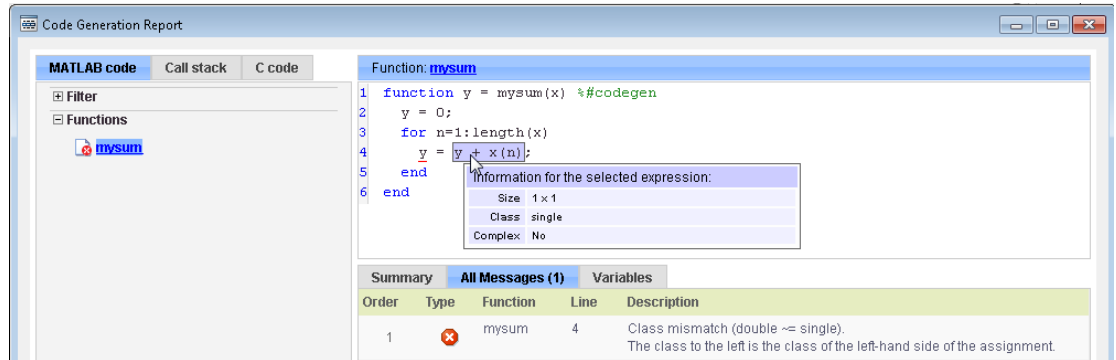 Code Generation Report
MATLAB code Call stack C code
Filter
Functions
mysum
Function: mysum
1 function y = mysum(x) %#codegen
2 y = 0;
3 for n=1:length(x)
4 y = y + x(n);
5 end
6 end
Information for the selected expression:
Size 1 × 1
Class single
Complex No
Summary All Messages (1) Variables
Order Type Function Line Description
1 mysum 4 Class mismatch (double ~= single).
The class to the left is the class of the left-hand side of the assignment.